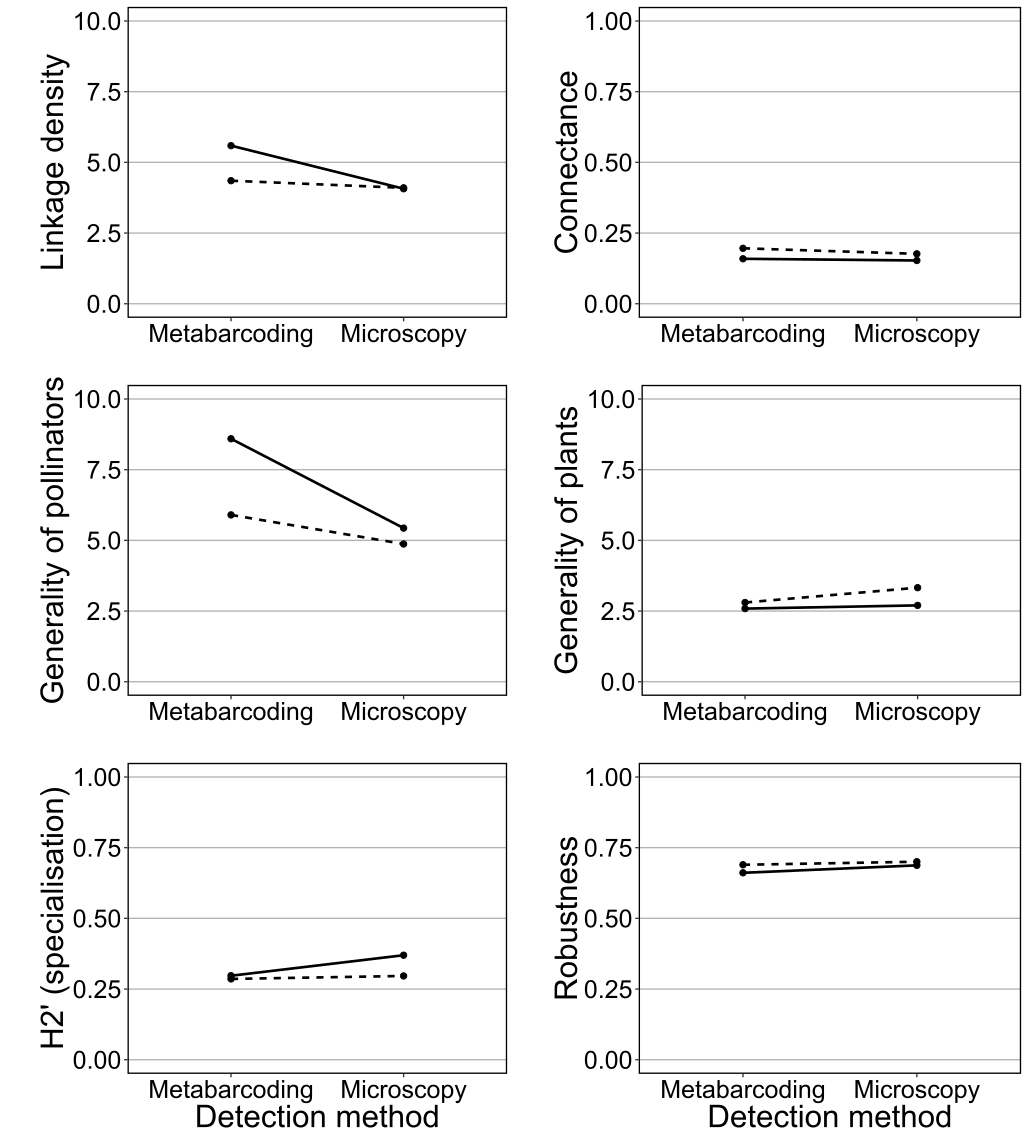 Linkage density
10.0
7.5
5.0
2.5
0.0
Metabarcoding Microscopy
Connectance
1.00
0.75
0.50
0.25
0.00
Metabarcoding Microscopy
Generality of pollinators
10.0
7.5
5.0
2.5
0.0
Metabarcoding Microscopy
Generality of plants
10.0
7.5
5.0
2.5
0.0
Metabarcoding Microscopy
H2' (specialisation)
1.00
0.75
0.50
0.25
0.00
Metabarcoding Microscopy
Detection method
Robustness
1.00
0.75
0.50
0.25
0.00
Metabarcoding Microscopy
Detection method